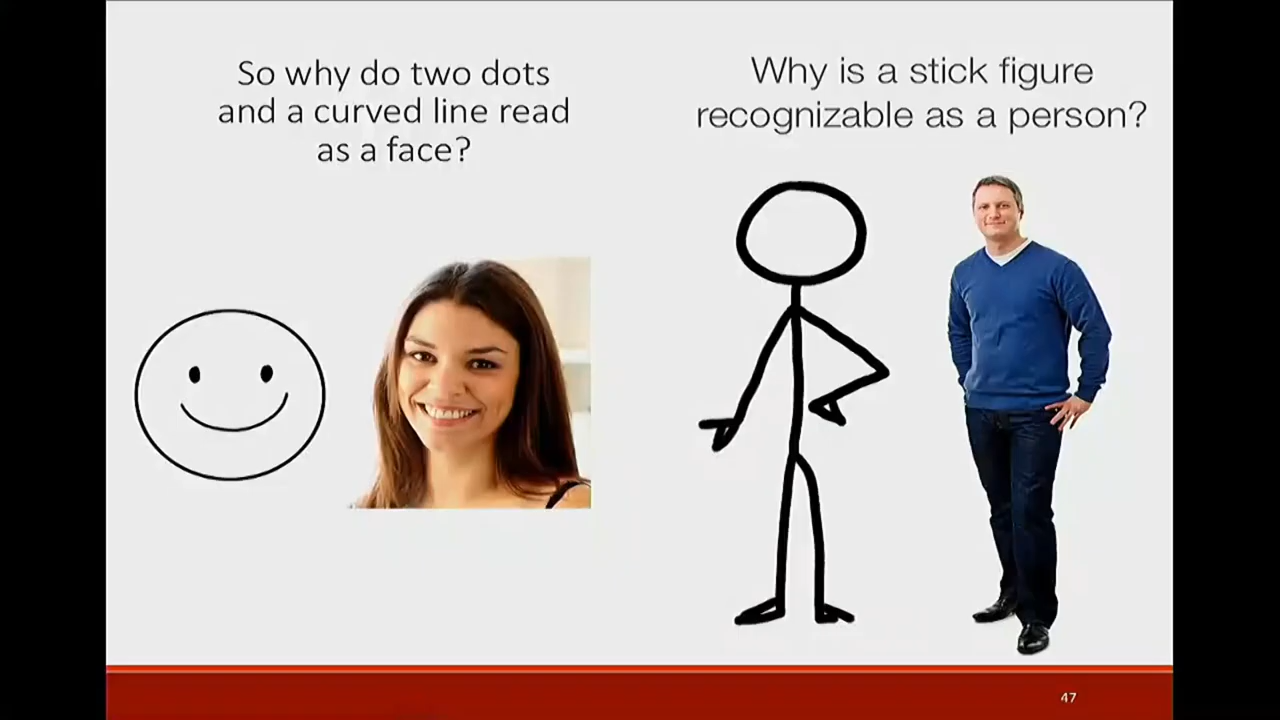 So why do two dots
and a curved line read
as a face?
Why is a stick figure
recognizable as a person?
47